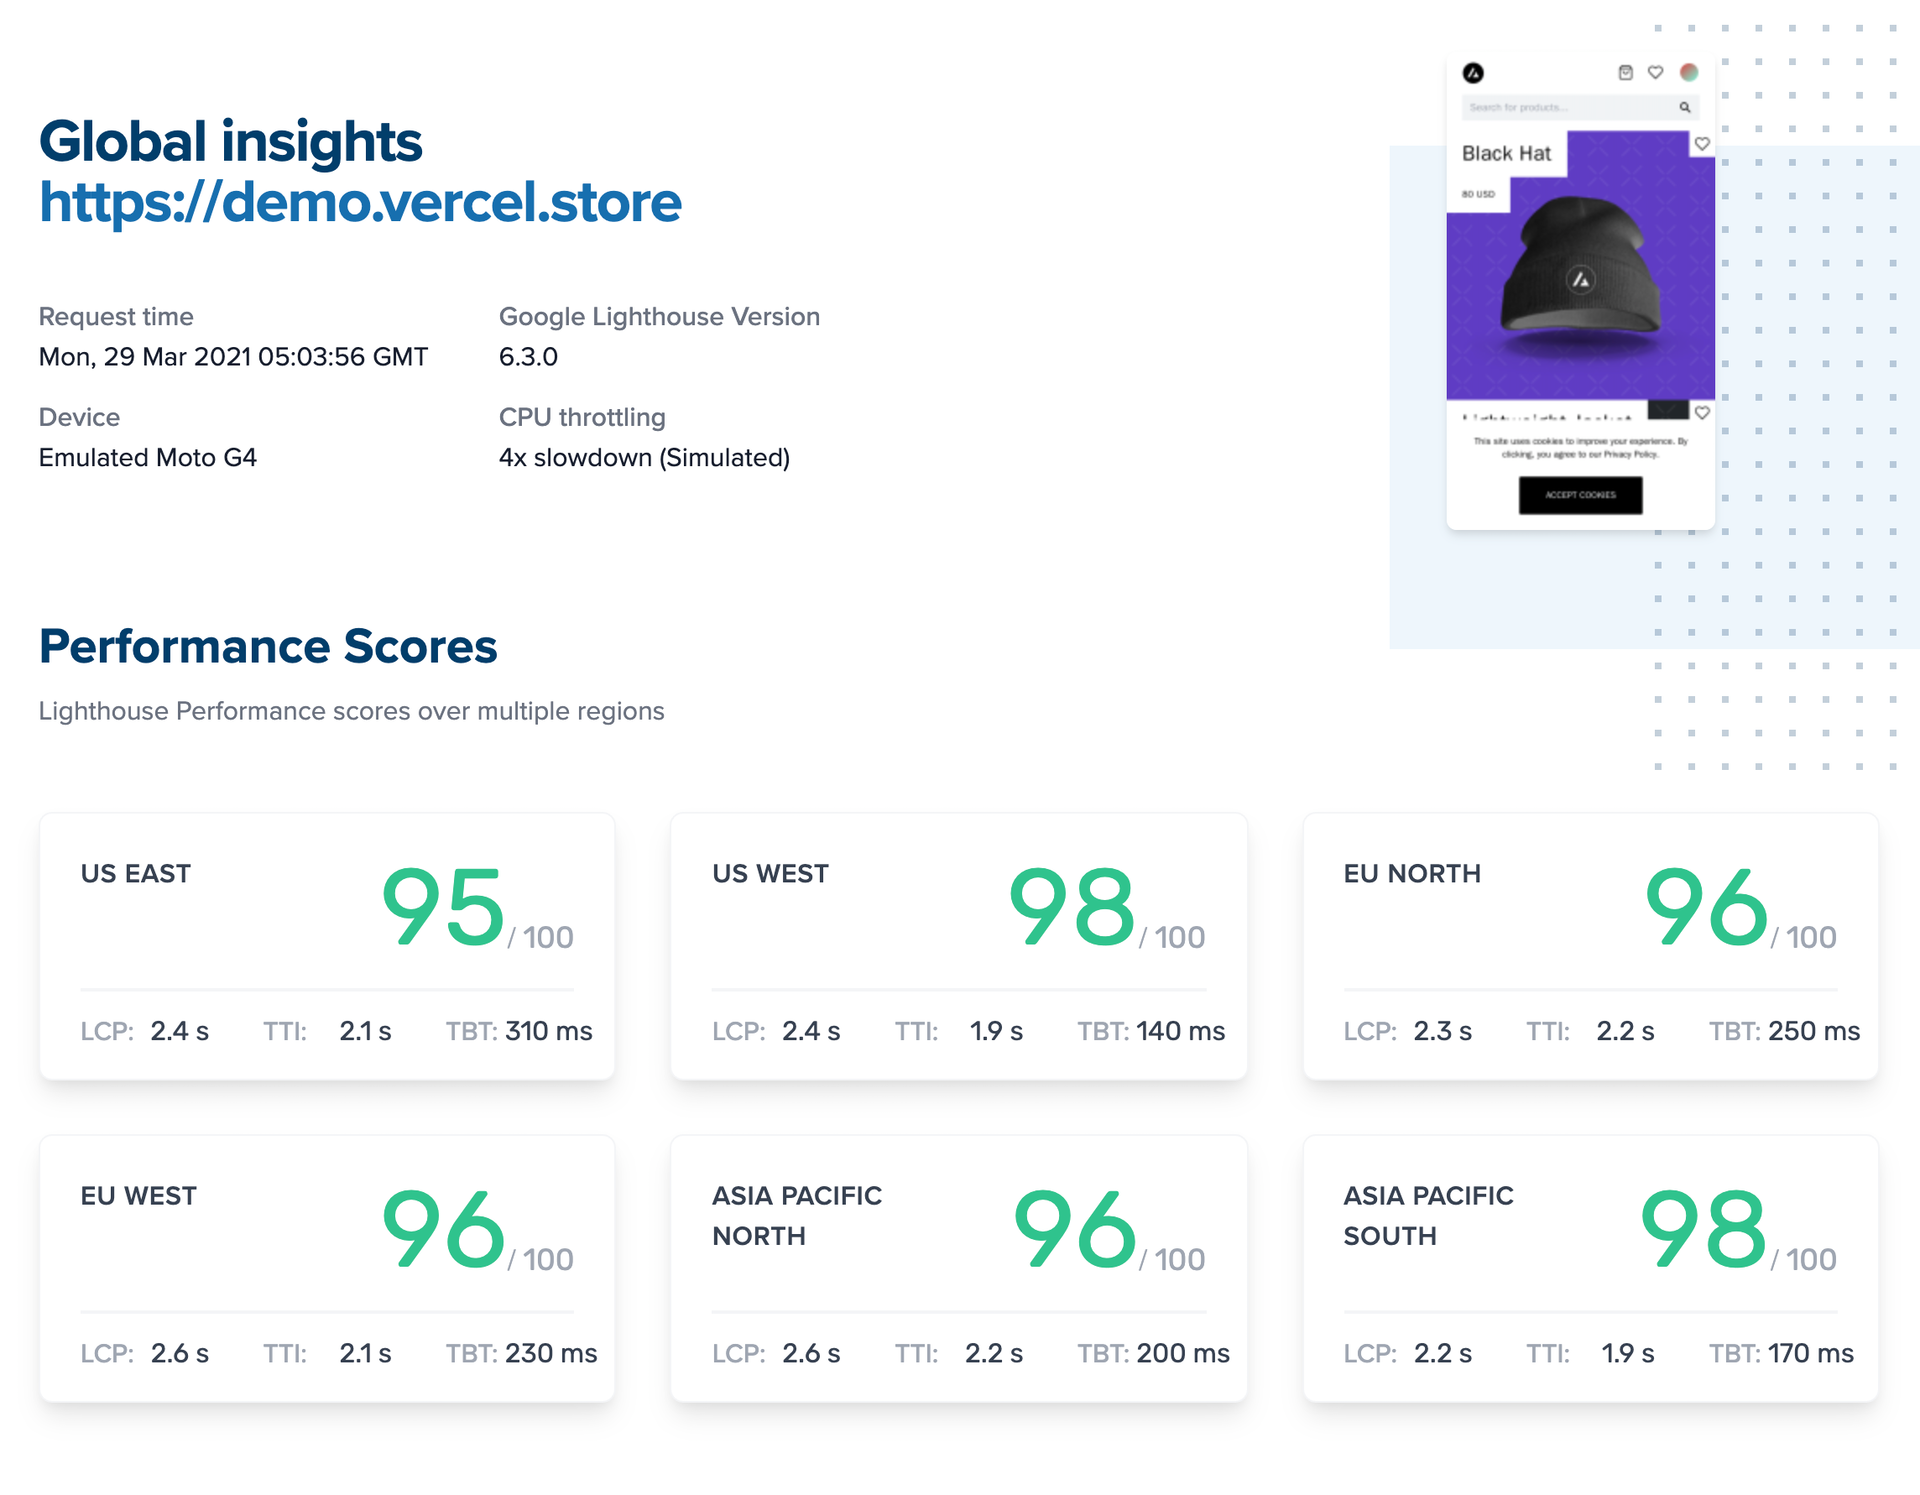 Global insights
https://demo.vercel.store
Request time
Mon, 29 Mar 2021 05:03:56 GMT
Google Lighthouse Version
6.3.0
Device
Emulated Moto G4
CPU throttling
4x slowdown (Simulated)
Search for products...
Black Hat
80 USD
This site uses cookies to improve your experience. By
clicking, you agree to our Privacy Policy.
ACCEPT COOKIES
Performance Scores
Lighthouse Performance scores over multiple regions
US EAST
95 / 100
LCP: 2.4 s TTI: 2.1 s TBT: 310 ms
US WEST
98 / 100
LCP: 2.4 s TTI: 1.9 s TBT: 140 ms
EU NORTH
96 / 100
LCP: 2.3 s TTI: 2.2 s TBT: 250 ms
EU WEST
96 / 100
LCP: 2.6 s TTI: 2.1 s TBT: 230 ms
ASIA PACIFIC
NORTH
96 / 100
LCP: 2.6 s TTI: 2.2 s TBT: 200 ms
ASIA PACIFIC
SOUTH
98 / 100
LCP: 2.2 s TTI: 1.9 s TBT: 170 ms